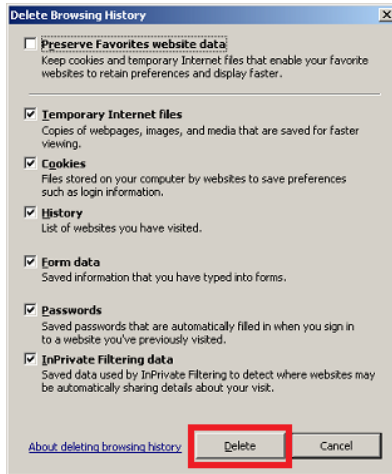 Delete Browsing History
Preserve Favorites website data
Keep cookies and temporary Internet files that enable your favorite
websites to retain preferences and display faster.
Temporary Internet files
Copies of webpages, images, and media that are saved for faster
viewing.
Cookies
Files stored on your computer by websites to save preferences
such as login information.
History
List of websites you have visited.
Form data
Saved information that you have typed into forms.
Passwords
Saved passwords that are automatically filled in when you sign in
to a website you've previously visited.
InPrivate Filtering data
Saved data used by InPrivate Filtering to detect where websites may
be automatically sharing details about your visit.
About deleting browsing history Delete Cancel